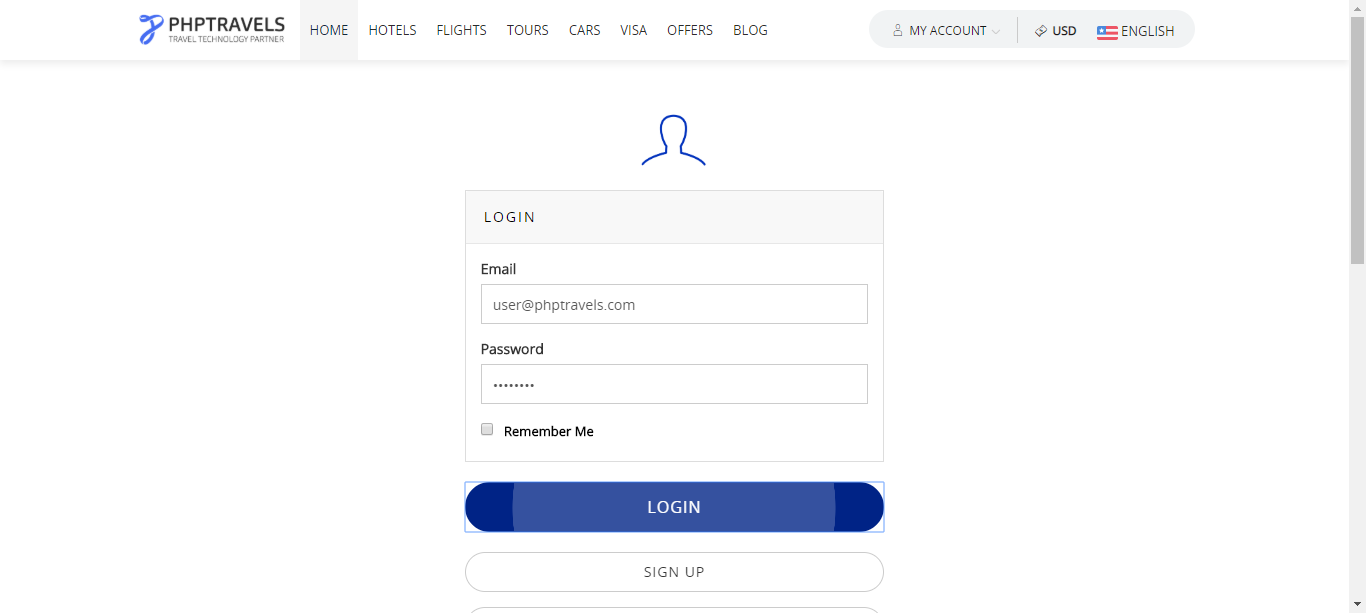 PHPTRAVELS
TRAVEL TECHNOLOGY PARTNER
HOME HOTELS FLIGHTS TOURS CARS VISA OFFERS BLOG
MY ACCOUNT USD ENGLISH
LOGIN
Email
user@phptravels.com
Password
••••••••
Remember Me
LOGIN
SIGN UP